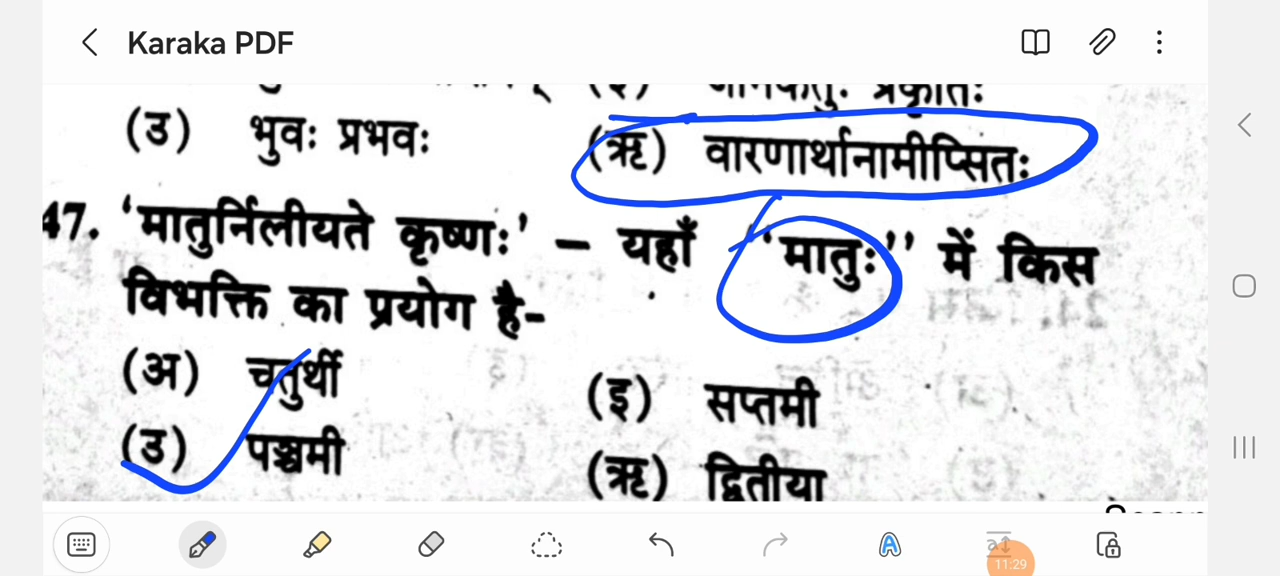 Karaka PDF
(उ) भुवः प्रभवः (ऋ) वारणार्थानामीप्सितः
47. ‘मातुर्निलीयते कृष्णः’ – यहाँ ‘‘मातुः’’ में किस
विभक्ति का प्रयोग है-
(अ) चतुर्थी (इ) सप्तमी
(उ) पञ्चमी (ऋ) द्वितीया
11:29